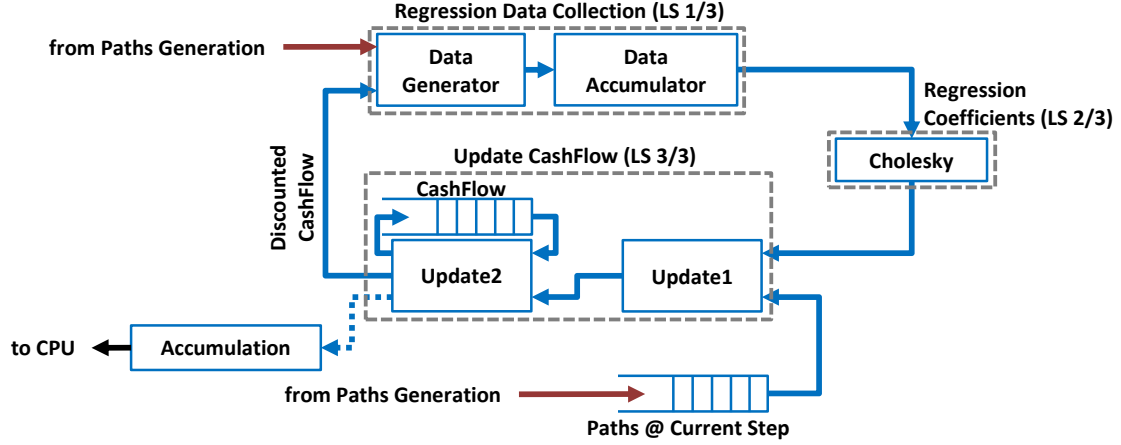 Regression Data Collection (LS 1/3)
from Paths Generation
Data
Generator
Data
Accumulator
Regression
Coefficients (LS 2/3)
Cholesky
Discounted
CashFlow
Update CashFlow (LS 3/3)
CashFlow
Update2
Update1
to CPU
Accumulation
from Paths Generation
Paths @ Current Step